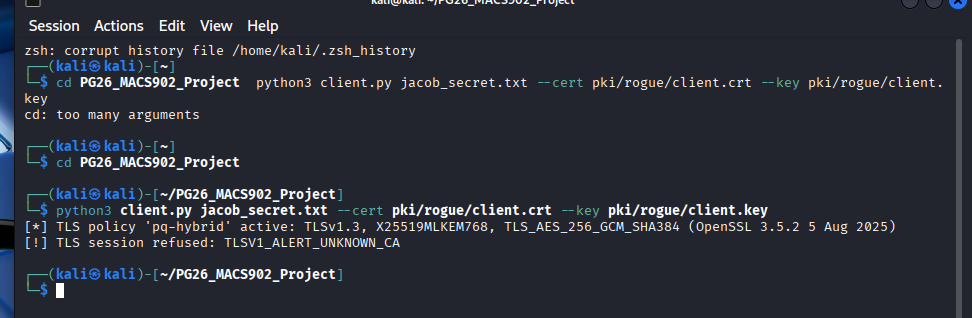 kali@kali: ~/PG26_MACS902_Project
Session Actions Edit View Help
zsh: corrupt history file /home/kali/.zsh_history
┌──(kali㉿kali)-[~]
└─$ cd PG26_MACS902_Project  python3 client.py jacob_secret.txt --cert pki/rogue/client.crt --key pki/rogue/client.
key
cd: too many arguments
┌──(kali㉿kali)-[~]
└─$ cd PG26_MACS902_Project
┌──(kali㉿kali)-[~/PG26_MACS902_Project]
└─$ python3 client.py jacob_secret.txt --cert pki/rogue/client.crt --key pki/rogue/client.key
[*] TLS policy 'pq-hybrid' active: TLSv1.3, X25519MLKEM768, TLS_AES_256_GCM_SHA384 (OpenSSL 3.5.2 5 Aug 2025)
[!] TLS session refused: TLSV1_ALERT_UNKNOWN_CA
┌──(kali㉿kali)-[~/PG26_MACS902_Project]
└─$